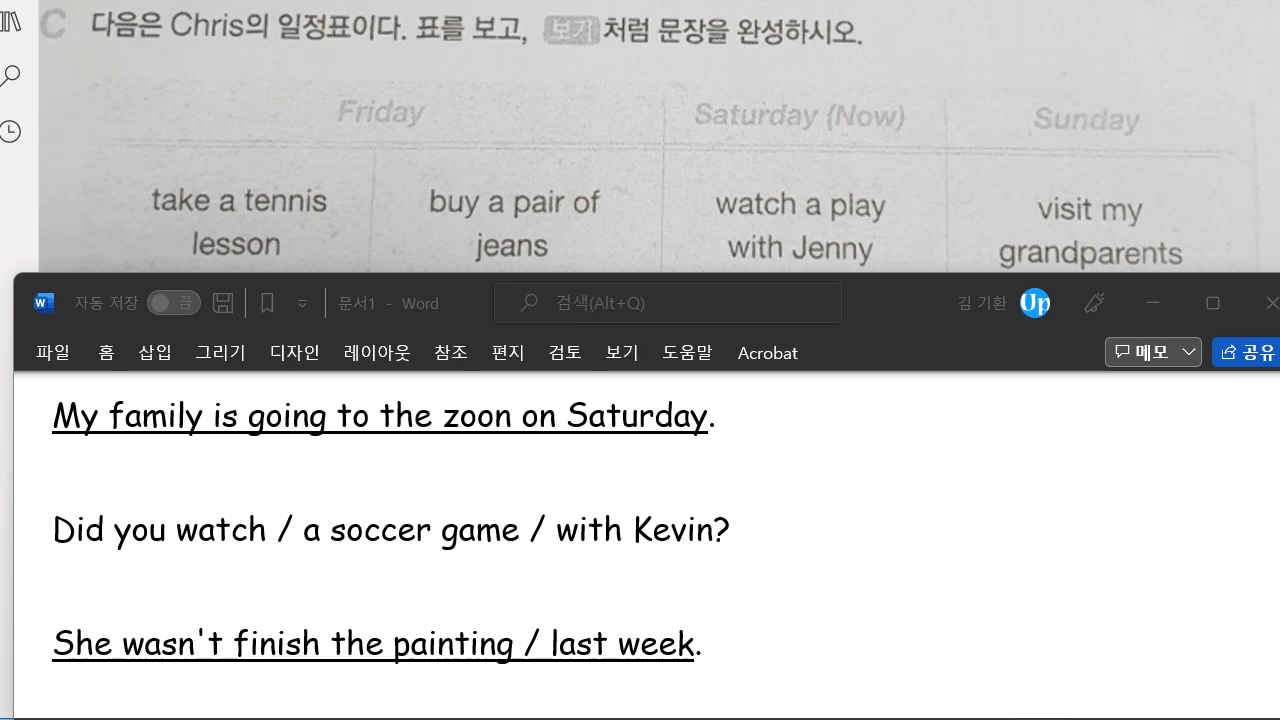 C 다음은 Chris의 일정표이다. 표를 보고, 보기 처럼 문장을 완성하시오.
Friday Saturday (Now) Sunday
take a tennis lesson
buy a pair of jeans
watch a play with Jenny
visit my grandparents
자동 저장 끔 문서1 - Word 검색(Alt+Q) 김 기환 Up
파일 홈 삽입 그리기 디자인 레이아웃 참조 편지 검토 보기 도움말 Acrobat 메모 공유
My family is going to the zoon on Saturday.
Did you watch / a soccer game / with Kevin?
She wasn't finish the painting / last week.